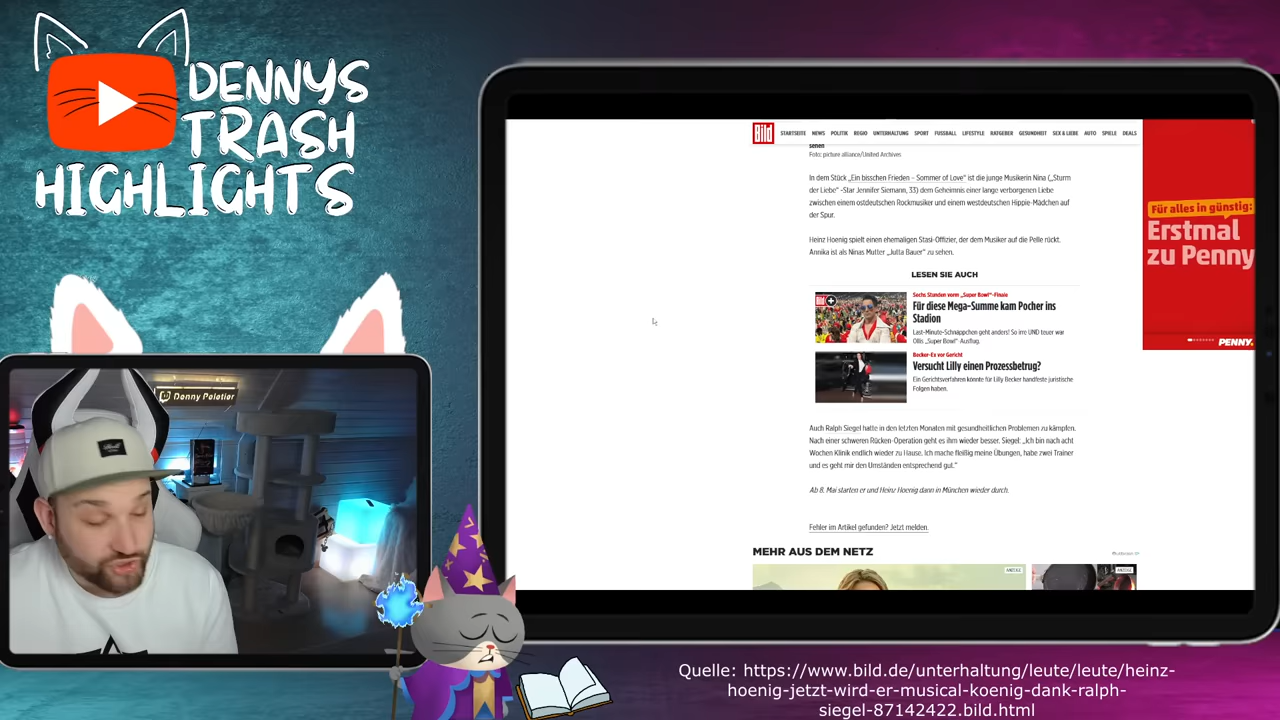 DENNYS
TRASH
HIGHLIGHTS
Denny Pelotier
Bild
STARTSEITE NEWS POLITIK REGIO UNTERHALTUNG SPORT FUSSBALL LIFESTYLE RATGEBER GESUNDHEIT SEX & LIEBE AUTO SPIELE DEALS
sehen
Foto: picture alliance/United Archives
In dem Stück „Ein bisschen Frieden – Sommer of Love“ ist die junge Musikerin Nina („Sturm
der Liebe“ -Star Jennifer Siemann, 33) dem Geheimnis einer lange verborgenen Liebe
zwischen einem ostdeutschen Rockmusiker und einem westdeutschen Hippie-Mädchen auf
der Spur.
Heinz Hoenig spielt einen ehemaligen Stasi-Offizier, der dem Musiker auf die Pelle rückt.
Annika ist als Ninas Mutter „Jutta Bauer“ zu sehen.
LESEN SIE AUCH
Bild
Sechs Stunden vorm „Super Bowl“-Finale
Für diese Mega-Summe kam Pocher ins
Stadion
Last-Minute-Schnäppchen geht anders! So irre UND teuer war
Ollis „Super Bowl“-Ausflug.
Becker-Ex vor Gericht
Versucht Lilly einen Prozessbetrug?
Ein Gerichtsverfahren könnte für Lilly Becker handfeste juristische
Folgen haben.
Auch Ralph Siegel hatte in den letzten Monaten mit gesundheitlichen Problemen zu kämpfen.
Nach einer schweren Rücken-Operation geht es ihm wieder besser. Siegel: „Ich bin nach acht
Wochen Klinik endlich wieder zu Hause. Ich mache fleißig meine Übungen, habe zwei Trainer
und es geht mir den Umständen entsprechend gut.“
Ab 8. Mai starten er und Heinz Hoenig dann in München wieder durch.
Fehler im Artikel gefunden? Jetzt melden.
MEHR AUS DEM NETZ
ANZEIGE
ANZEIGE
Für alles in günstig:
Erstmal
zu Penny
PENNY.
Quelle: https://www.bild.de/unterhaltung/leute/leute/heinz-
hoenig-jetzt-wird-er-musical-koenig-dank-ralph-
siegel-87142422.bild.html